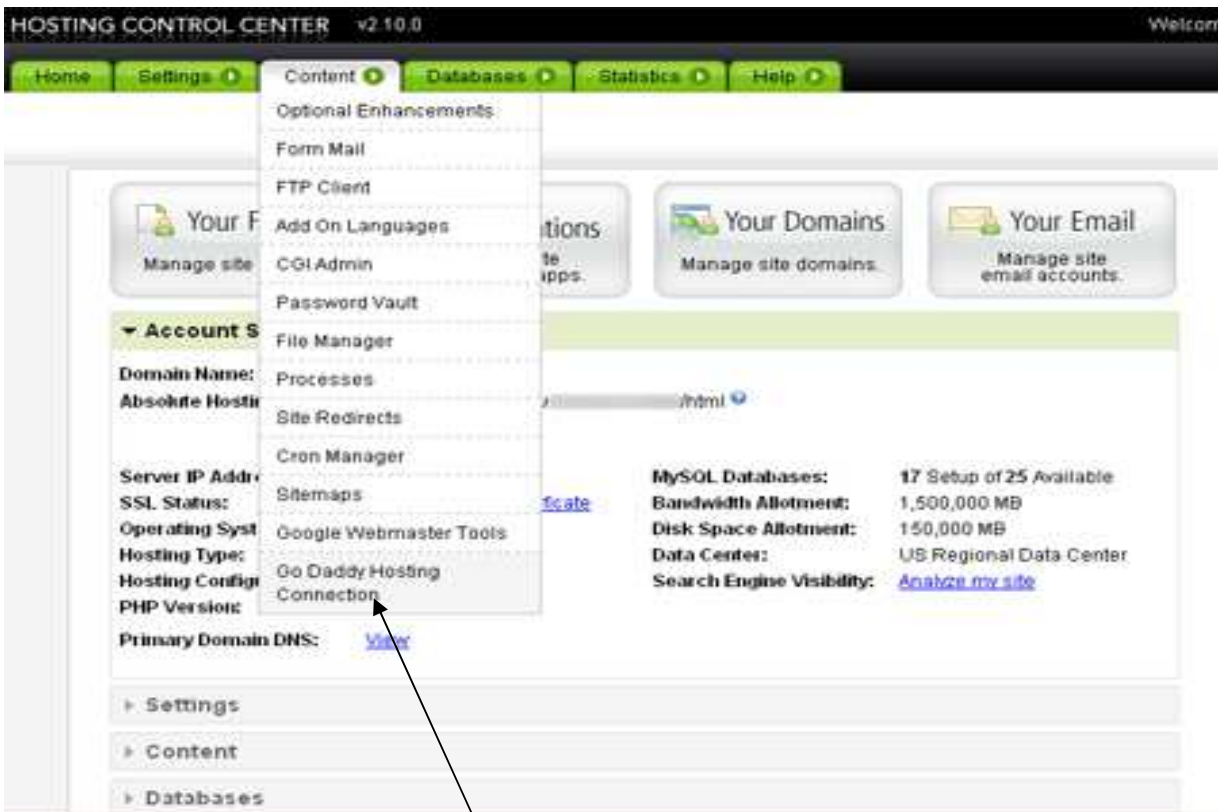 HOSTING CONTROL CENTER v2.10.0 Welcom
Home Settings Content Databases Statistics Help
Optional Enhancements
Form Mail
FTP Client
Add On Languages
CGI Admin
Password Vault
File Manager
Processes
Site Redirects
Cron Manager
Sitemaps
Google Webmaster Tools
Go Daddy Hosting
Connection
Your F
Manage site
tions
te
apps.
Your Domains
Manage site domains.
Your Email
Manage site
email accounts.
Account S
Domain Name:
Absolute Hostin /html
Server IP Addre
SSL Status: ficate
Operating Syst
Hosting Type:
Hosting Configu
PHP Version:
Primary Domain DNS: View
MySQL Databases: 17 Setup of 25 Available
Bandwidth Allotment: 1,500,000 MB
Disk Space Allotment: 150,000 MB
Data Center: US Regional Data Center
Search Engine Visibility: Analyze my site
Settings
Content
Databases